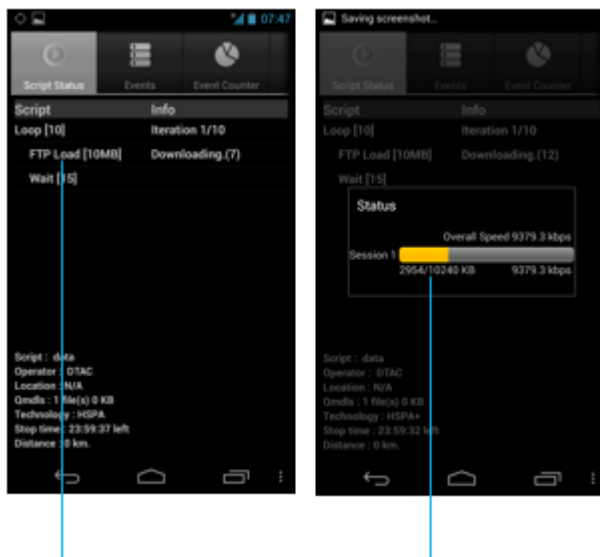 07:47
Script Status Events Event Counter
Script Info
Loop [10] Iteration 1/10
FTP Load [10MB] Downloading.(7)
Wait [15]
Script : data
Operator : DTAC
Location : N/A
Qmdls : 1 file(s) 0 KB
Technology : HSPA
Stop time : 23:59:37 left
Distance : 0 km.
Saving screenshot...
Script Status Events Event Counter
Script Info
Loop [10] Iteration 1/10
FTP Load [10MB] Downloading.(12)
Wait [15]
Status
Overall Speed 9379.3 kbps
Session 1
2954/10240 KB 9379.3 kbps
Script : data
Operator : DTAC
Location : N/A
Qmdls : 1 file(s) 0 KB
Technology : HSPA+
Stop time : 23:59:32 left
Distance : 0 km.